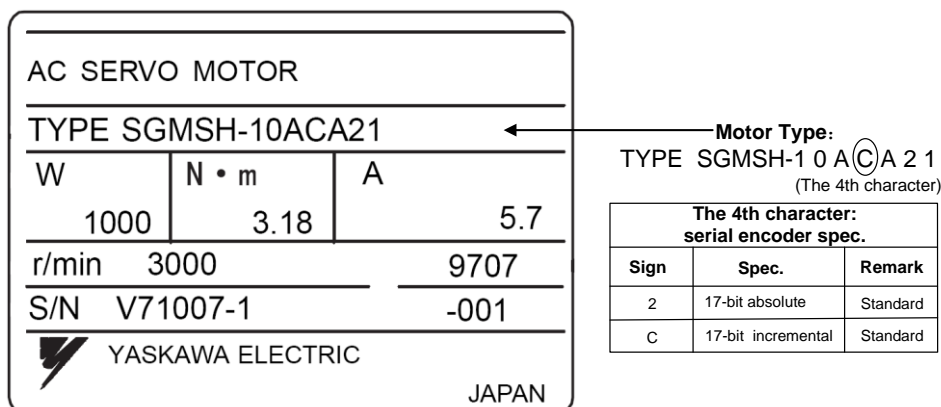 AC SERVO MOTOR
TYPE SGMSH-10ACA21
W N・m A
1000 3.18 5.7
r/min 3000 9707
S/N V71007-1 -001
YASKAWA ELECTRIC
JAPAN
Motor Type:
TYPE SGMSH-1 0 A C A 2 1
(The 4th character)
The 4th character:
serial encoder spec.
Sign Spec. Remark
2 17-bit absolute Standard
C 17-bit incremental Standard